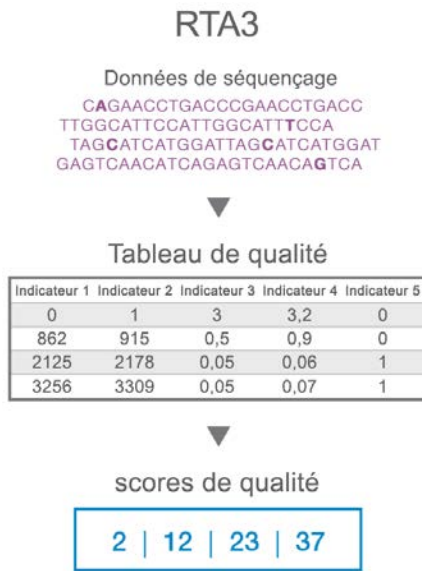 RTA3
Données de séquençage
CAGAACCTGACCCGAACCTGACC
TTGGCATTCCATTGGCATTTCCA
TAGCATCATGGATTAGCATCATGGAT
GAGTCAACATCAGAGTCAACAGTCA
Tableau de qualité
Indicateur 1 Indicateur 2 Indicateur 3 Indicateur 4 Indicateur 5
0 1 3 3,2 0
862 915 0,5 0,9 0
2125 2178 0,05 0,06 1
3256 3309 0,05 0,07 1
scores de qualité
2 | 12 | 23 | 37